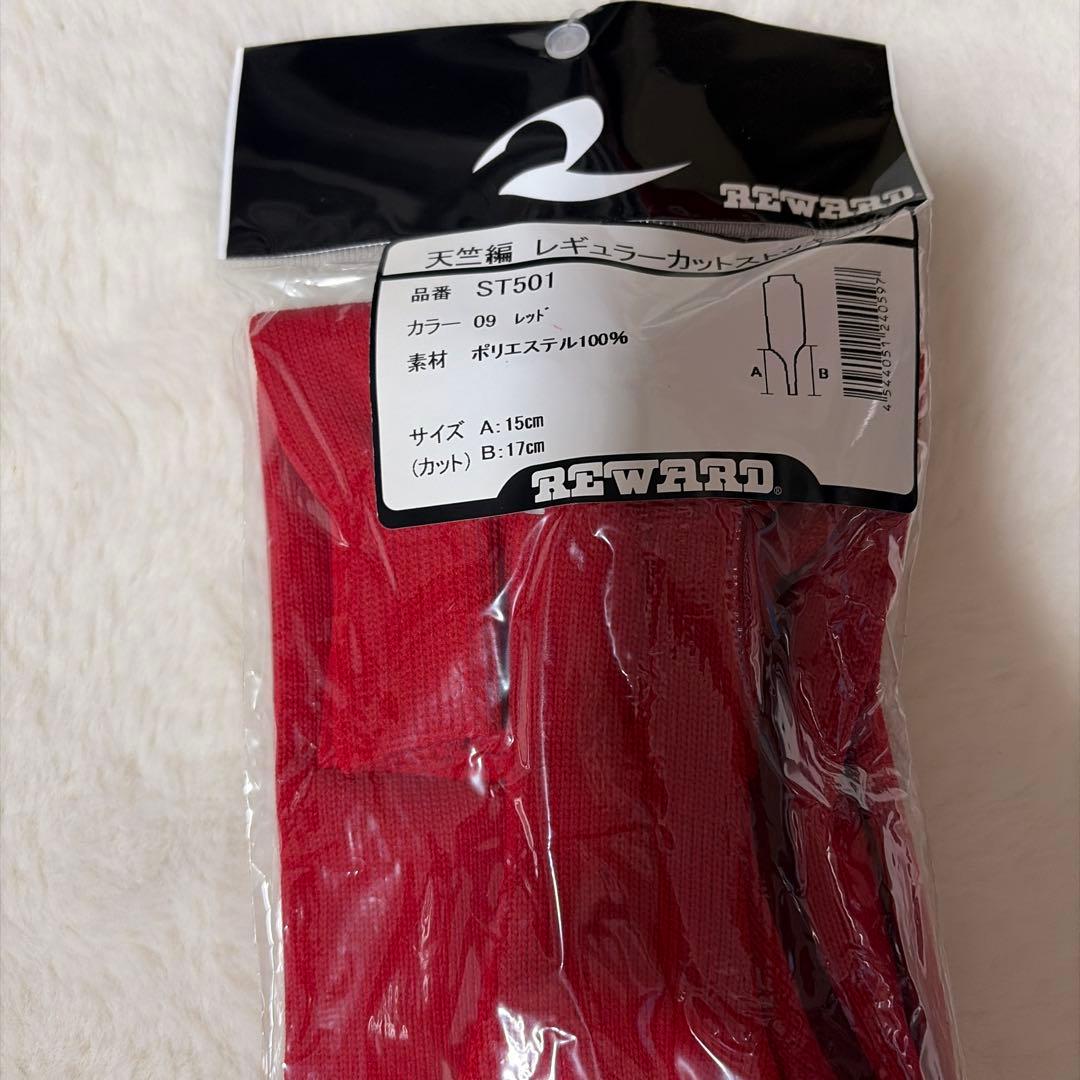 REWARD
天竺編 レギュラーカットストッキング
品番 ST501
カラー 09 レッド
素材 ポリエステル100%
A B
4544051240597
サイズ A:15cm
(カット) B:17cm
REWARD®